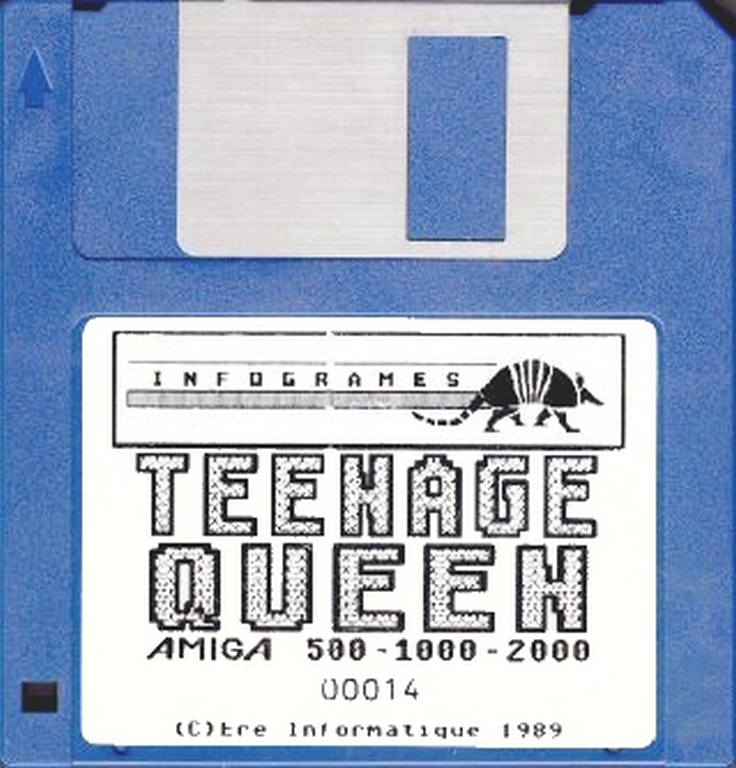 INFOGRAMES
TEENAGE
QUEEN
AMIGA 500-1000-2000
00014
(C)Ere Informatique 1989